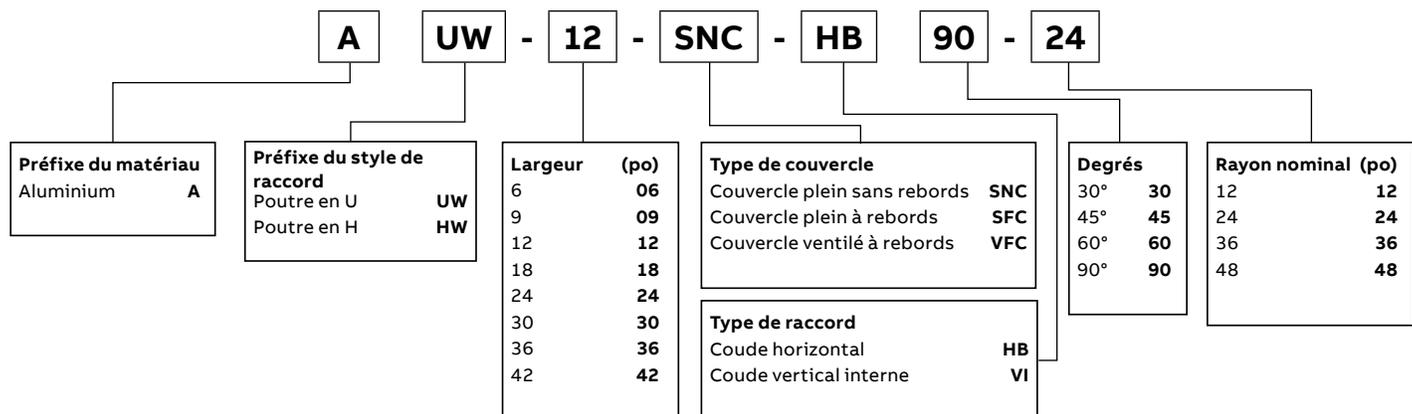 A UW - 12 - SNC - HB 90 - 24
Préfixe du matériau
Aluminium A
Préfixe du style de
raccord
Poutre en U UW
Poutre en H HW
Largeur (po)
6 06
9 09
12 12
18 18
24 24
30 30
36 36
42 42
Type de couvercle
Couvercle plein sans rebords SNC
Couvercle plein à rebords SFC
Couvercle ventilé à rebords VFC
Type de raccord
Coude horizontal HB
Coude vertical interne VI
Degrés
30° 30
45° 45
60° 60
90° 90
Rayon nominal (po)
12 12
24 24
36 36
48 48